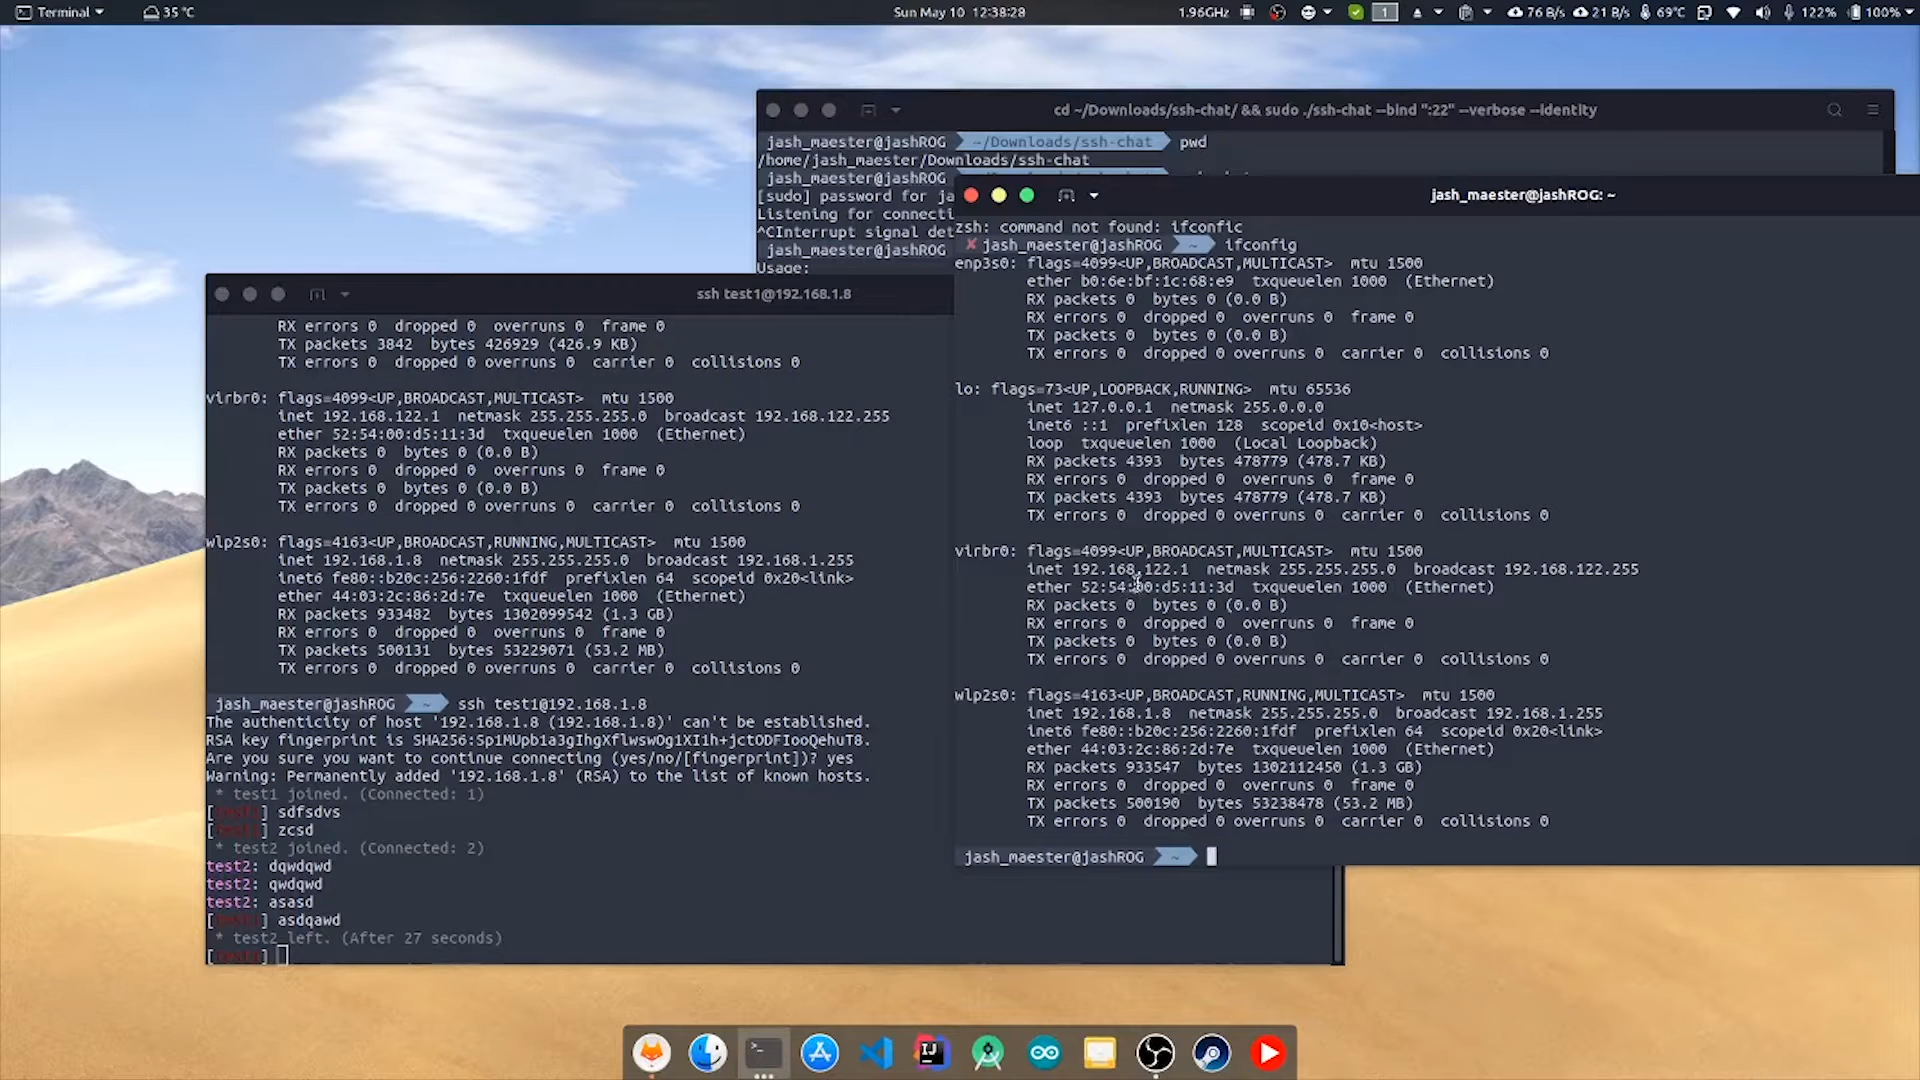 Terminal
35 °C
Sun May 10 12:38:28
1.96GHz
1
76 B/s
21 B/s
69°C
122%
100%
cd ~/Downloads/ssh-chat/ && sudo ./ssh-chat --bind ":22" --verbose --identity
jash_maester@jashROG ~/Downloads/ssh-chat pwd
/home/jash_maester/Downloads/ssh-chat
jash_maester@jashROG
[sudo] password for ja
Listening for connecti
^CInterrupt signal det
jash_maester@jashROG
Usage:
jash_maester@jashROG: ~
zsh: command not found: ifconfic
✘ jash_maester@jashROG ~ ifconfig
enp3s0: flags=4099<UP,BROADCAST,MULTICAST> mtu 1500
ether b0:6e:bf:1c:68:e9 txqueuelen 1000 (Ethernet)
RX packets 0 bytes 0 (0.0 B)
RX errors 0 dropped 0 overruns 0 frame 0
TX packets 0 bytes 0 (0.0 B)
TX errors 0 dropped 0 overruns 0 carrier 0 collisions 0
lo: flags=73<UP,LOOPBACK,RUNNING> mtu 65536
inet 127.0.0.1 netmask 255.0.0.0
inet6 ::1 prefixlen 128 scopeid 0x10<host>
loop txqueuelen 1000 (Local Loopback)
RX packets 4393 bytes 478779 (478.7 KB)
RX errors 0 dropped 0 overruns 0 frame 0
TX packets 4393 bytes 478779 (478.7 KB)
TX errors 0 dropped 0 overruns 0 carrier 0 collisions 0
virbr0: flags=4099<UP,BROADCAST,MULTICAST> mtu 1500
inet 192.168.122.1 netmask 255.255.255.0 broadcast 192.168.122.255
ether 52:54:00:d5:11:3d txqueuelen 1000 (Ethernet)
RX packets 0 bytes 0 (0.0 B)
RX errors 0 dropped 0 overruns 0 frame 0
TX packets 0 bytes 0 (0.0 B)
TX errors 0 dropped 0 overruns 0 carrier 0 collisions 0
wlp2s0: flags=4163<UP,BROADCAST,RUNNING,MULTICAST> mtu 1500
inet 192.168.1.8 netmask 255.255.255.0 broadcast 192.168.1.255
inet6 fe80::b20c:256:2260:1fdf prefixlen 64 scopeid 0x20<link>
ether 44:03:2c:86:2d:7e txqueuelen 1000 (Ethernet)
RX packets 933547 bytes 1302112450 (1.3 GB)
RX errors 0 dropped 0 overruns 0 frame 0
TX packets 500190 bytes 53238478 (53.2 MB)
TX errors 0 dropped 0 overruns 0 carrier 0 collisions 0
jash_maester@jashROG ~
ssh test1@192.168.1.8
RX errors 0 dropped 0 overruns 0 frame 0
TX packets 3842 bytes 426929 (426.9 KB)
TX errors 0 dropped 0 overruns 0 carrier 0 collisions 0
virbr0: flags=4099<UP,BROADCAST,MULTICAST> mtu 1500
inet 192.168.122.1 netmask 255.255.255.0 broadcast 192.168.122.255
ether 52:54:00:d5:11:3d txqueuelen 1000 (Ethernet)
RX packets 0 bytes 0 (0.0 B)
RX errors 0 dropped 0 overruns 0 frame 0
TX packets 0 bytes 0 (0.0 B)
TX errors 0 dropped 0 overruns 0 carrier 0 collisions 0
wlp2s0: flags=4163<UP,BROADCAST,RUNNING,MULTICAST> mtu 1500
inet 192.168.1.8 netmask 255.255.255.0 broadcast 192.168.1.255
inet6 fe80::b20c:256:2260:1fdf prefixlen 64 scopeid 0x20<link>
ether 44:03:2c:86:2d:7e txqueuelen 1000 (Ethernet)
RX packets 933482 bytes 1302099542 (1.3 GB)
RX errors 0 dropped 0 overruns 0 frame 0
TX packets 500131 bytes 53229071 (53.2 MB)
TX errors 0 dropped 0 overruns 0 carrier 0 collisions 0
jash_maester@jashROG ~ ssh test1@192.168.1.8
The authenticity of host '192.168.1.8 (192.168.1.8)' can't be established.
RSA key fingerprint is SHA256:Sp1MUpb1a3gIhgXflwswOg1XI1h+jctODFIooQehuT8.
Are you sure you want to continue connecting (yes/no/[fingerprint])? yes
Warning: Permanently added '192.168.1.8' (RSA) to the list of known hosts.
* test1 joined. (Connected: 1)
[test1] sdfsdvs
[test1] zcsd
* test2 joined. (Connected: 2)
test2: dqwdqwd
test2: qwdqwd
test2: asasd
[test1] asdqawd
* test2 left. (After 27 seconds)
[test1]
IJ